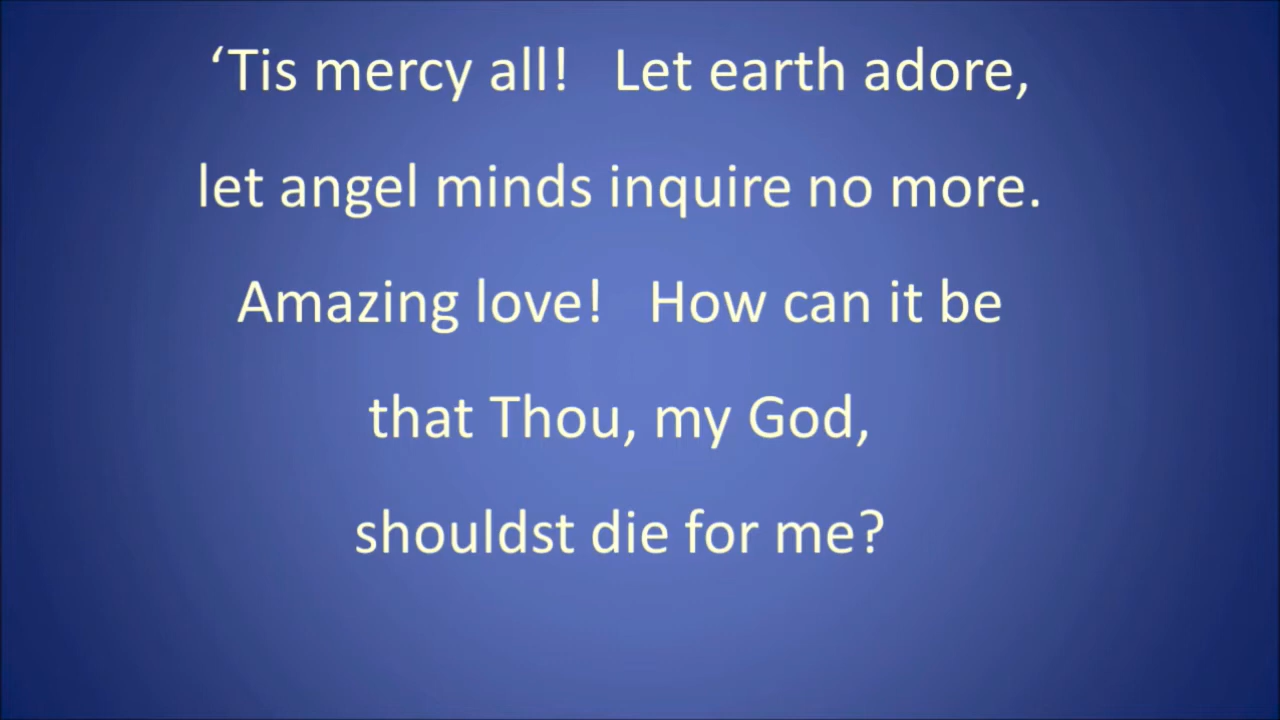 ‘Tis mercy all!   Let earth adore,
let angel minds inquire no more.
Amazing love!   How can it be
that Thou, my God,
shouldst die for me?